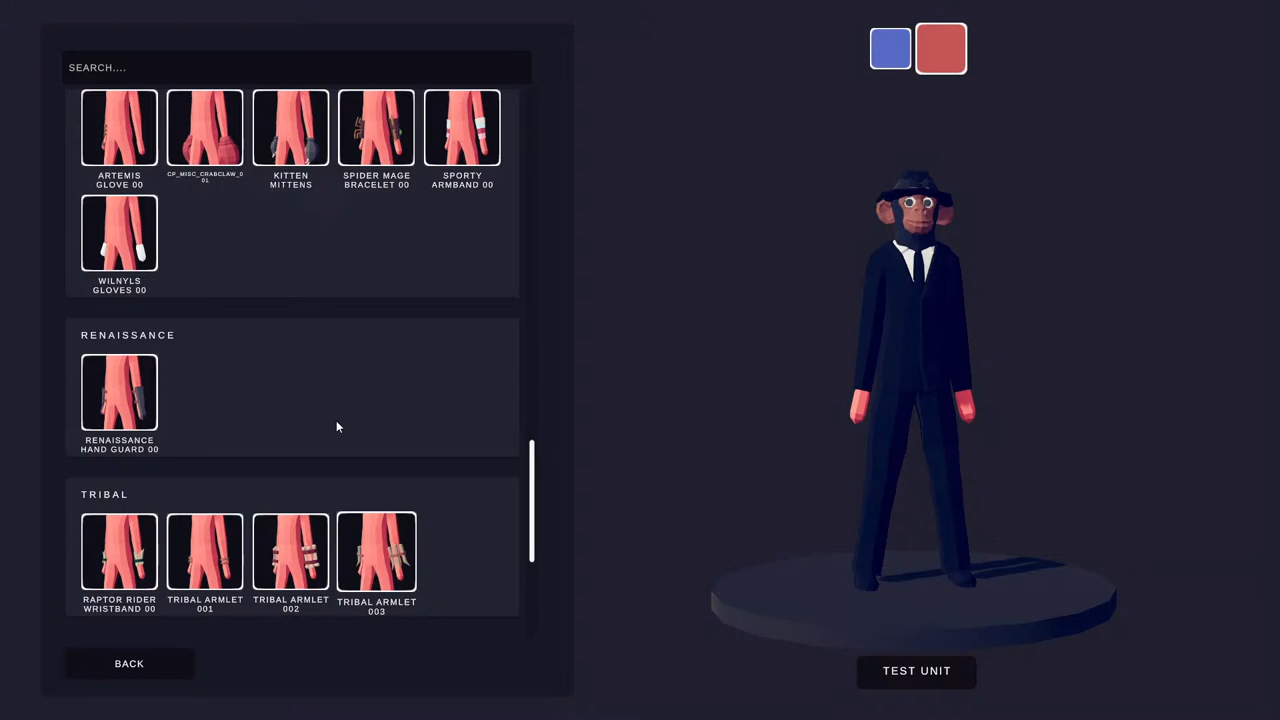 SEARCH....
ARTEMIS
GLOVE 00
CP_MISC_CRABCLAW_0
01
KITTEN
MITTENS
SPIDER MAGE
BRACELET 00
SPORTY
ARMBAND 00
WILNYLS
GLOVES 00
RENAISSANCE
RENAISSANCE
HAND GUARD 00
TRIBAL
RAPTOR RIDER
WRISTBAND 00
TRIBAL ARMLET
001
TRIBAL ARMLET
002
TRIBAL ARMLET
003
BACK
TEST UNIT